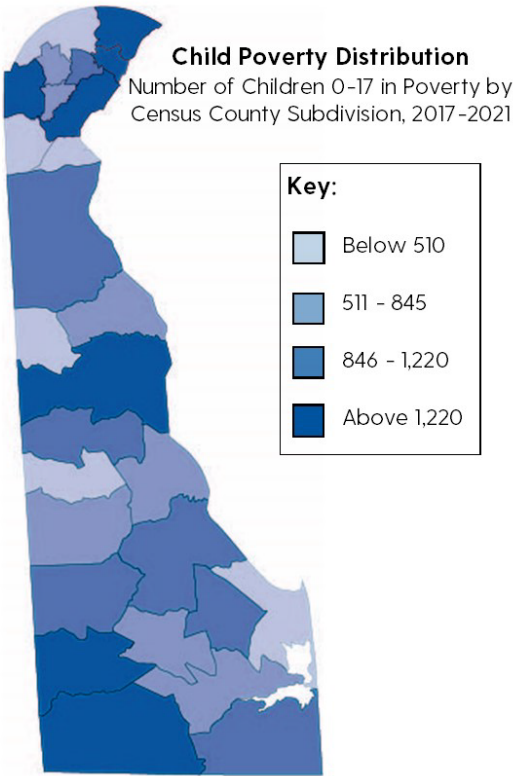 Child Poverty Distribution
Number of Children 0-17 in Poverty by
Census County Subdivision, 2017-2021
Key:
Below 510
511 - 845
846 - 1,220
Above 1,220